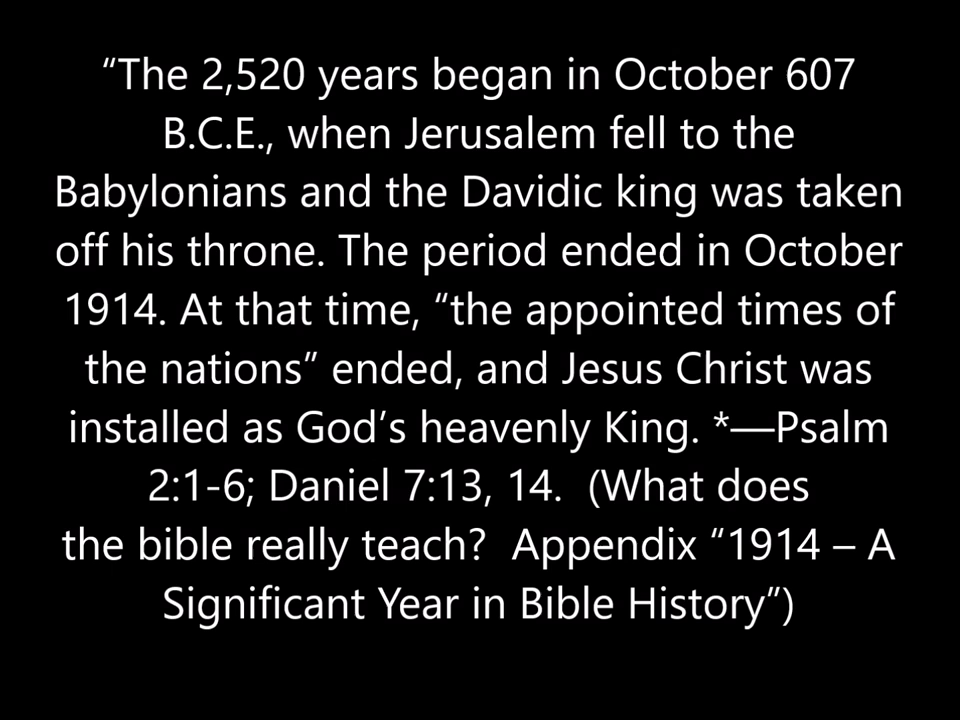 “The 2,520 years began in October 607
B.C.E., when Jerusalem fell to the
Babylonians and the Davidic king was taken
off his throne. The period ended in October
1914. At that time, “the appointed times of
the nations” ended, and Jesus Christ was
installed as God’s heavenly King. *—Psalm
2:1-6; Daniel 7:13, 14.  (What does
the bible really teach?  Appendix “1914 – A
Significant Year in Bible History”)